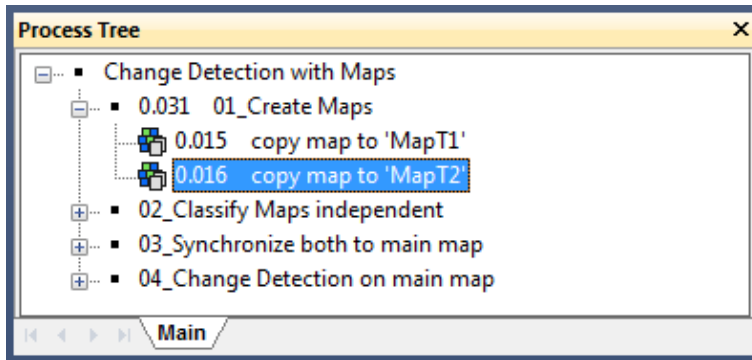 Process Tree
Change Detection with Maps
0.031 01_Create Maps
0.015 copy map to 'MapT1'
0.016 copy map to 'MapT2'
02_Classify Maps independent
03_Synchronize both to main map
04_Change Detection on main map
Main